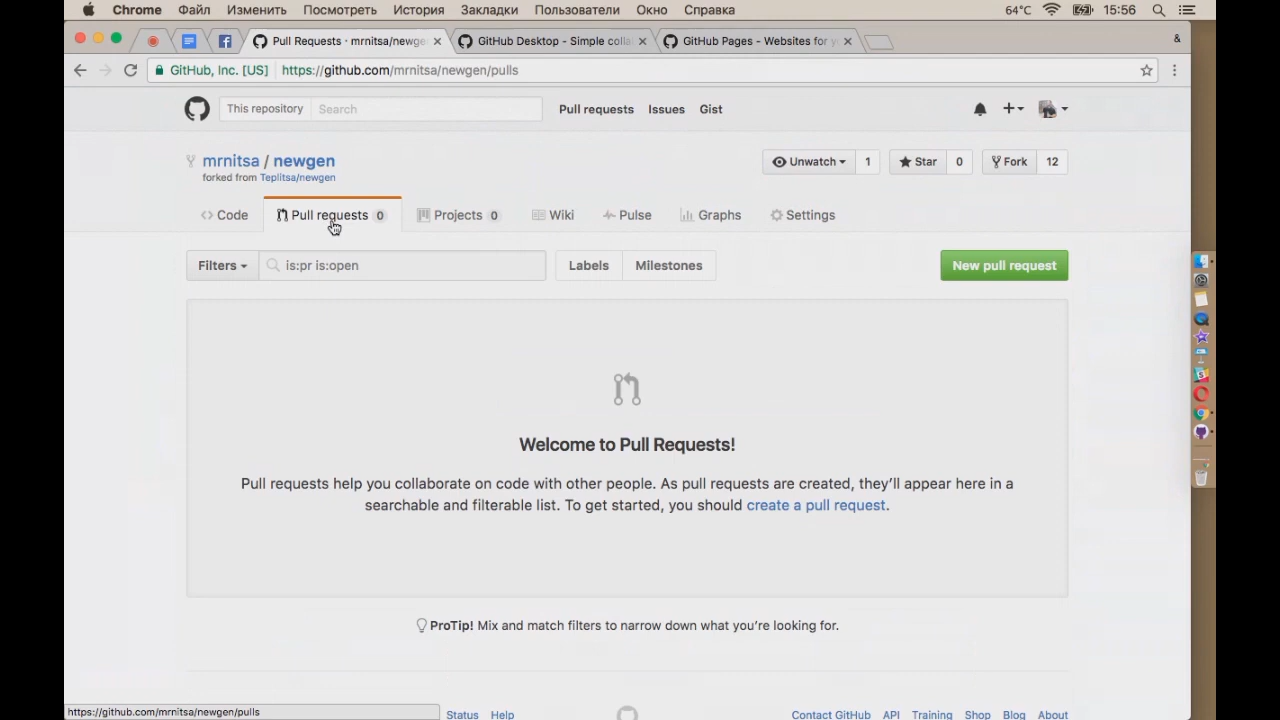 Chrome Файл Изменить Посмотреть История Закладки Пользователи Окно Справка 64°C 15:56
Pull Requests · mrnitsa/newge GitHub Desktop - Simple colla GitHub Pages - Websites for y
GitHub, Inc. [US] https://github.com/mrnitsa/newgen/pulls
This repository Search Pull requests Issues Gist
mrnitsa / newgen Unwatch 1 Star 0 Fork 12
forked from Teplitsa/newgen
Code Pull requests 0 Projects 0 Wiki Pulse Graphs Settings
Filters is:pr is:open Labels Milestones New pull request
Welcome to Pull Requests!
Pull requests help you collaborate on code with other people. As pull requests are created, they’ll appear here in a
searchable and filterable list. To get started, you should create a pull request.
ProTip! Mix and match filters to narrow down what you’re looking for.
https://github.com/mrnitsa/newgen/pulls Status Help Contact GitHub API Training Shop Blog About